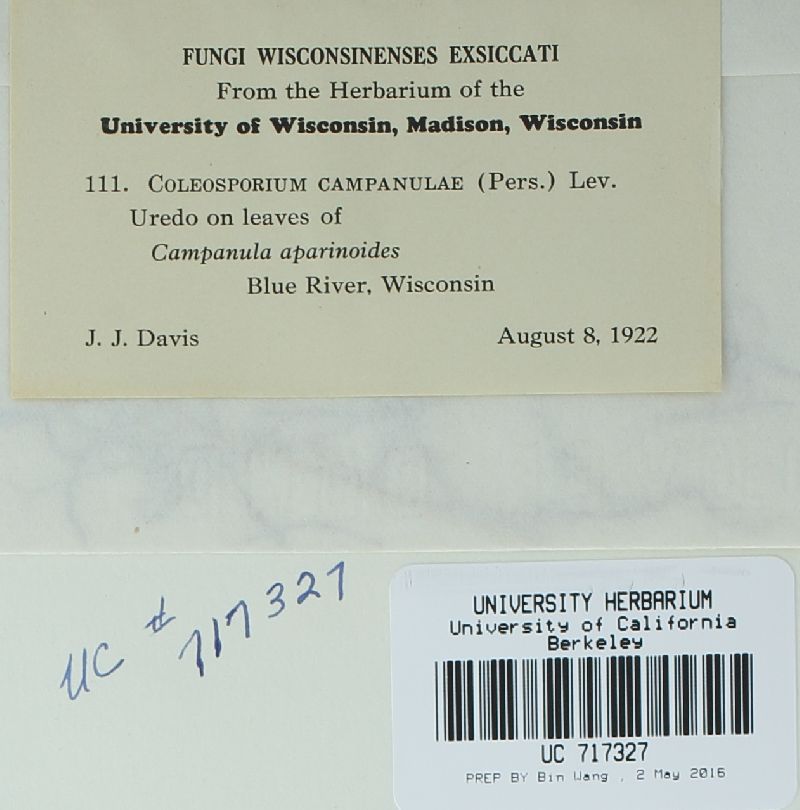 FUNGI WISCONSINENSES EXSICCATI
From the Herbarium of the
University of Wisconsin, Madison, Wisconsin
111. COLEOSPORIUM CAMPANULAE (Pers.) Lev.
Uredo on leaves of
Campanula aparinoides
Blue River, Wisconsin
J. J. Davis August 8, 1922
UC # 717327
UNIVERSITY HERBARIUM
University of California
Berkeley
UC 717327
PREP BY Bin Wang , 2 May 2016